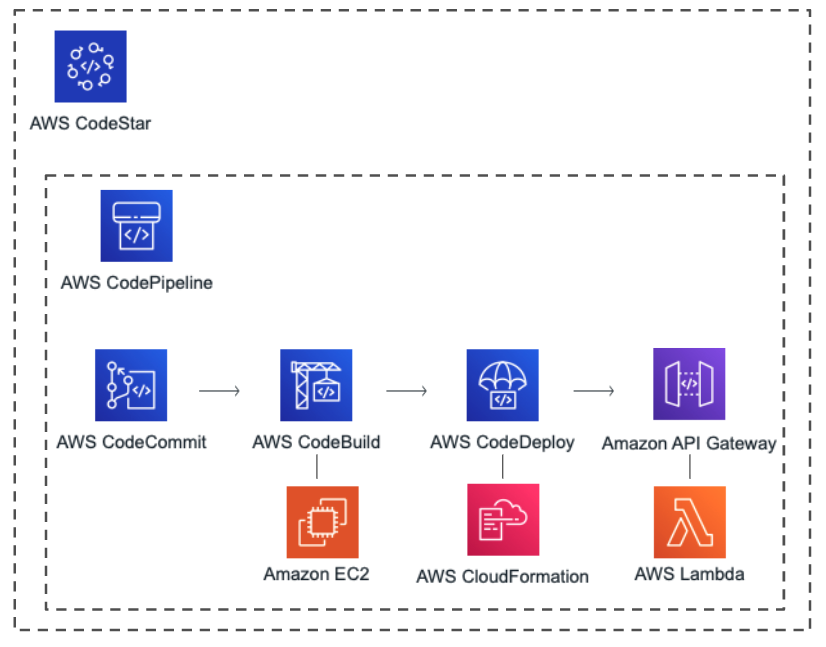 AWS CodeStar
AWS CodePipeline
AWS CodeCommit
AWS CodeBuild
AWS CodeDeploy
Amazon API Gateway
Amazon EC2
AWS CloudFormation
AWS Lambda